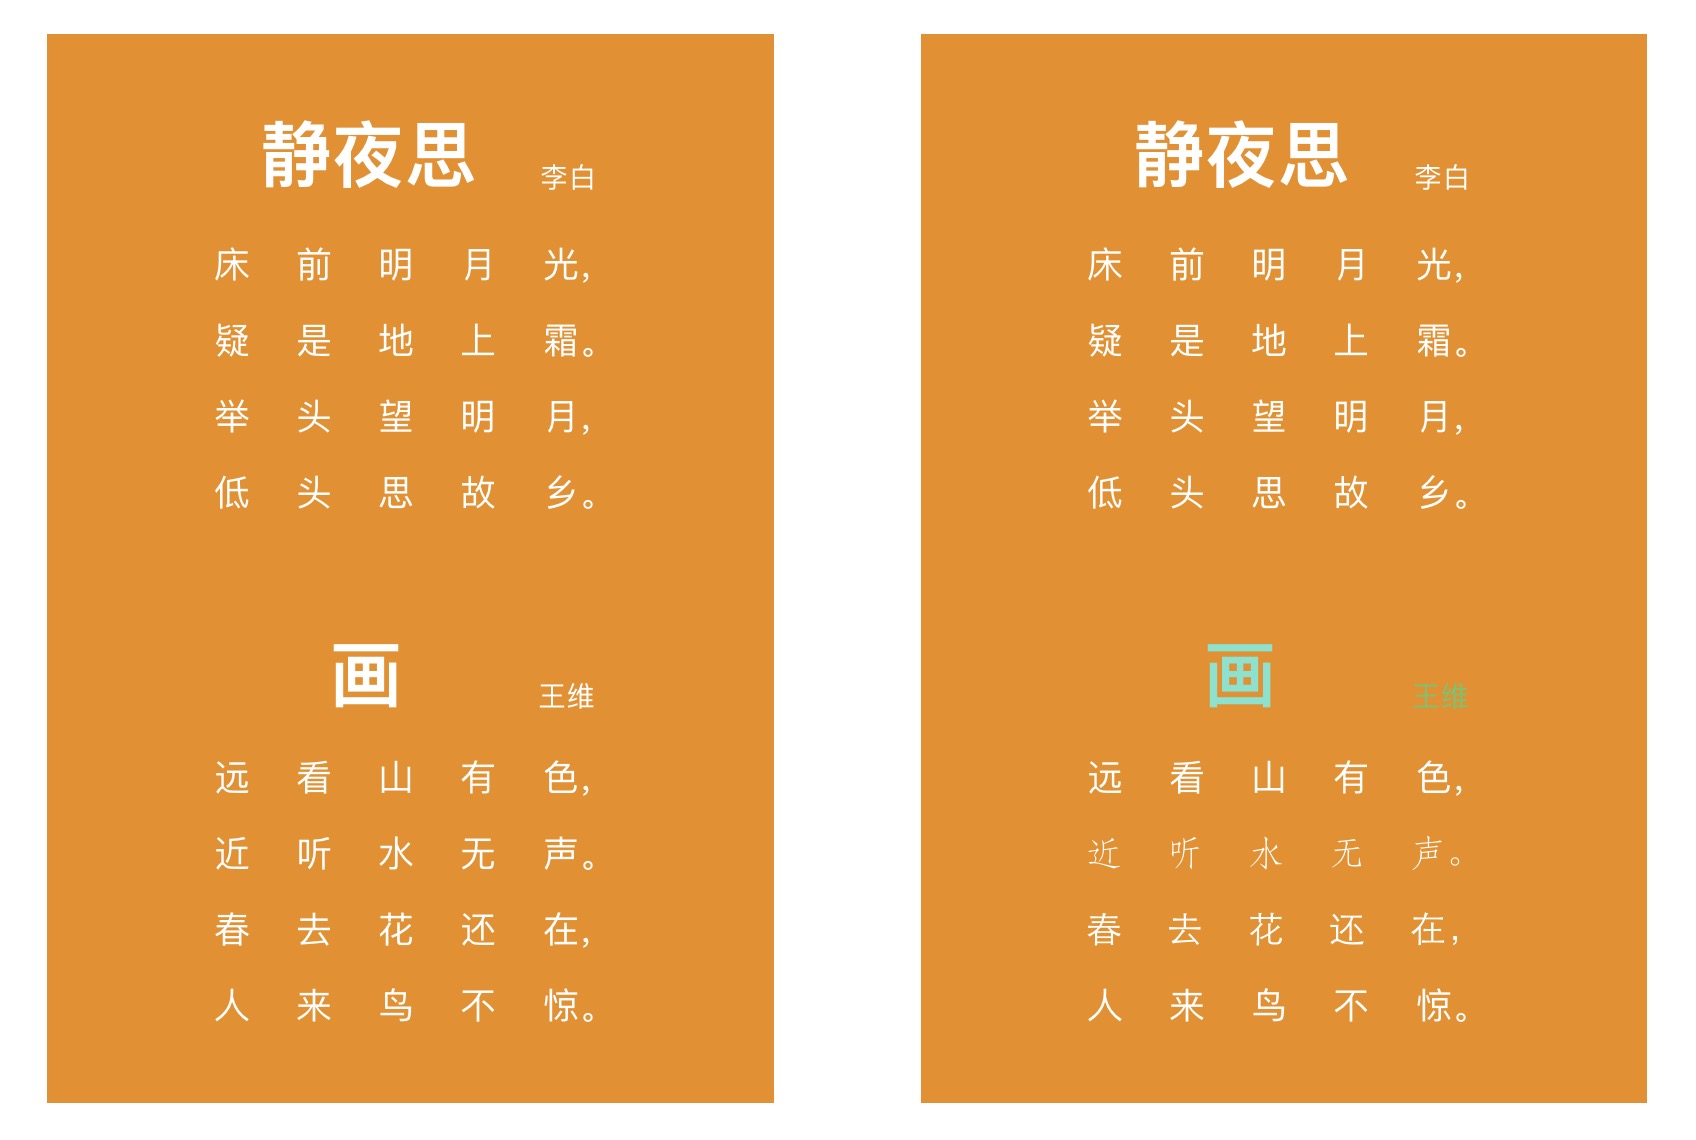 静夜思 李白
床前明月光，
疑是地上霜。
举头望明月，
低头思故乡。
画 王维
远看山有色，
近听水无声。
春去花还在，
人来鸟不惊。
静夜思 李白
床前明月光，
疑是地上霜。
举头望明月，
低头思故乡。
画 王维
远看山有色，
近听水无声。
春去花还在，
人来鸟不惊。